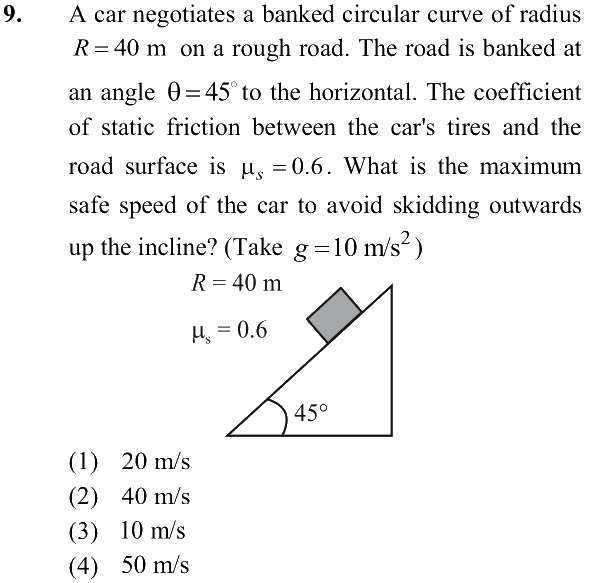 9. A car negotiates a banked circular curve of radius
R = 40 m on a rough road. The road is banked at
an angle θ = 45° to the horizontal. The coefficient
of static friction between the car's tires and the
road surface is μₛ = 0.6. What is the maximum
safe speed of the car to avoid skidding outwards
up the incline? (Take g = 10 m/s²)
R = 40 m
μₛ = 0.6
45°
(1) 20 m/s
(2) 40 m/s
(3) 10 m/s
(4) 50 m/s